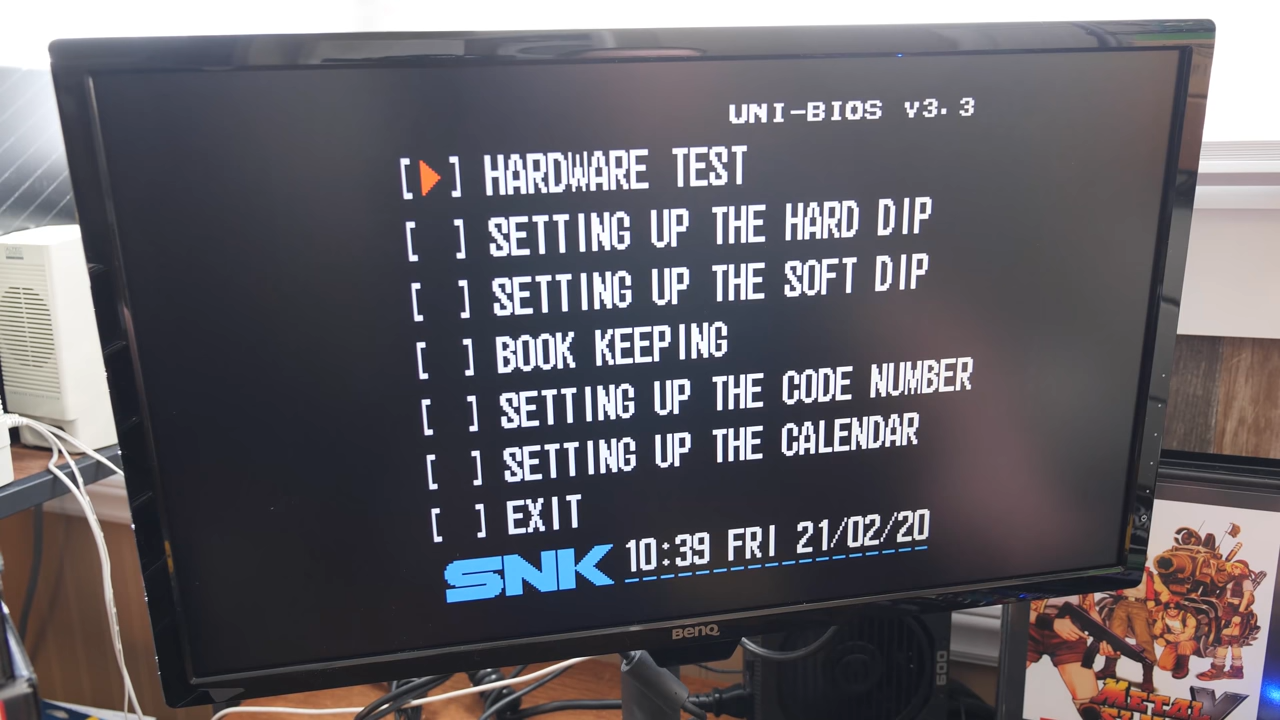 UNI-BIOS v3.3
[▶] HARDWARE TEST
[ ] SETTING UP THE HARD DIP
[ ] SETTING UP THE SOFT DIP
[ ] BOOK KEEPING
[ ] SETTING UP THE CODE NUMBER
[ ] SETTING UP THE CALENDAR
[ ] EXIT
SNK 10:39 FRI 21/02/20
BenQ
600
METAL